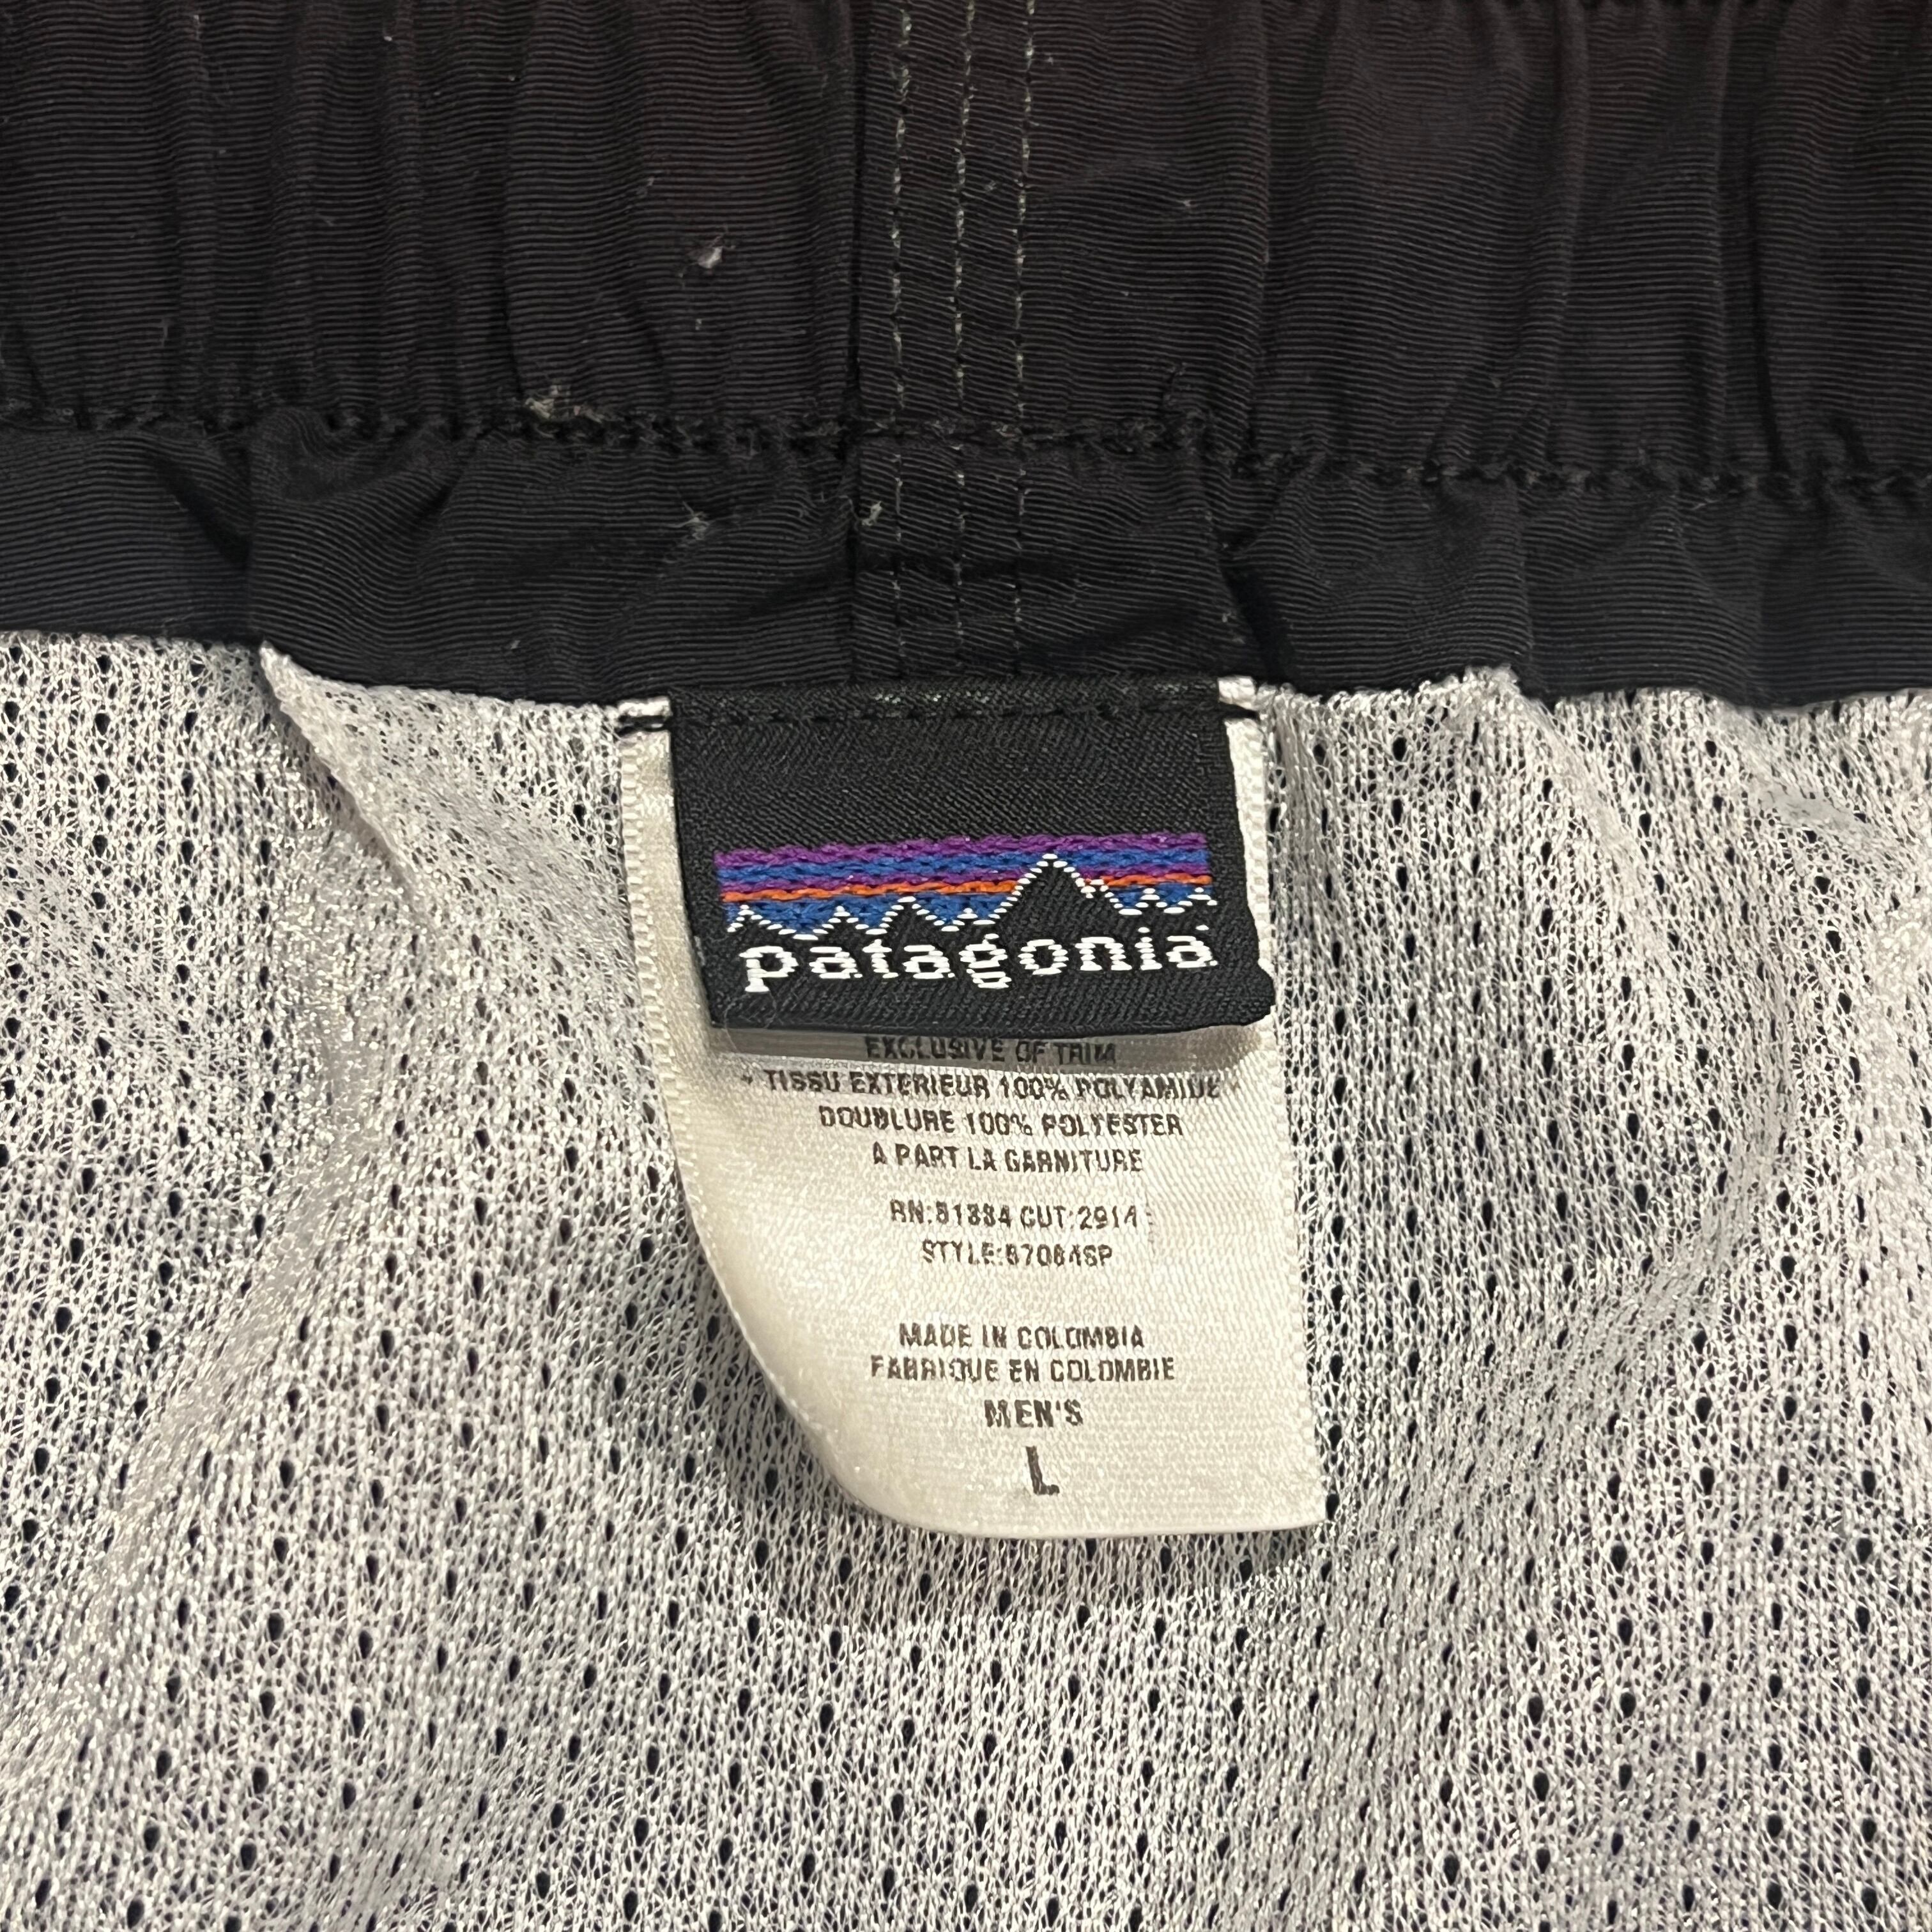 patagonia
EXCLUSIVE OF TRIM
* TISSU EXTERIEUR 100% POLYAMIDE *
DOUBLURE 100% POLYESTER
A PART LA GARNITURE
RN:51884 CUT:2914
STYLE:57084SP
MADE IN COLOMBIA
FABRIQUE EN COLOMBIE
MEN'S
L